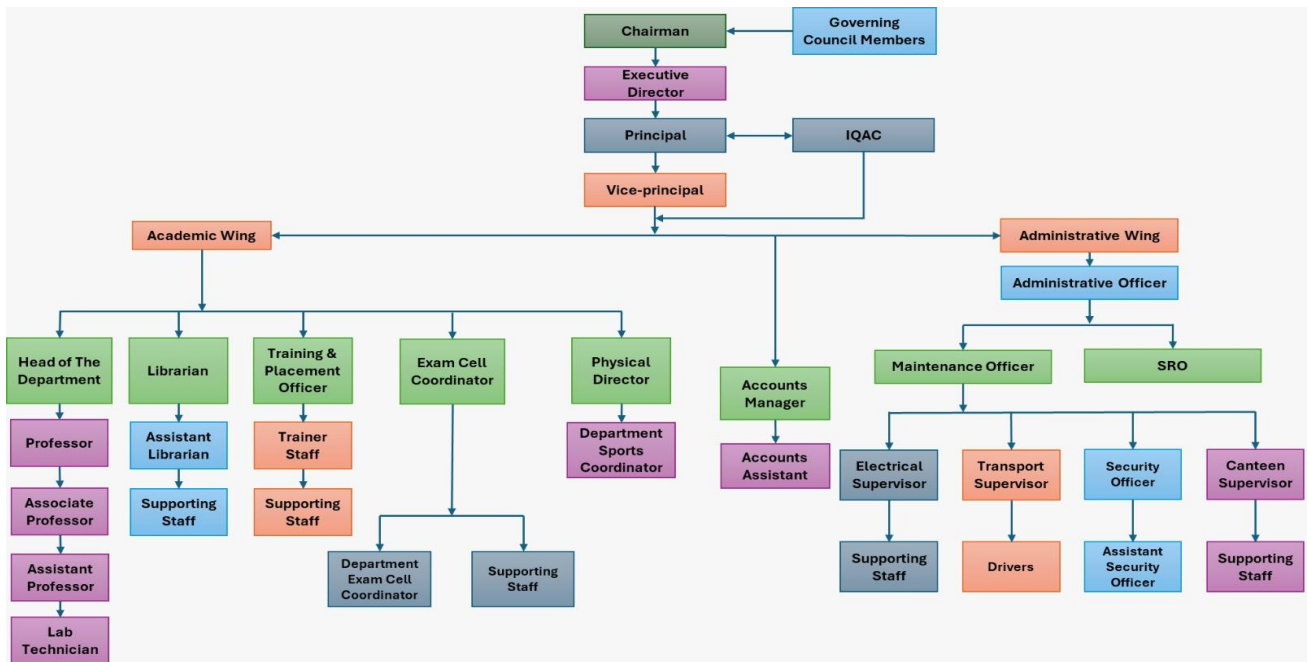 Chairman
Governing
Council Members
Executive
Director
Principal
IQAC
Vice-principal
Academic Wing
Administrative Wing
Administrative Officer
Head of The
Department
Librarian
Training &
Placement
Officer
Exam Cell
Coordinator
Physical
Director
Accounts
Manager
Maintenance Officer
SRO
Professor
Assistant
Librarian
Trainer
Staff
Department
Sports
Coordinator
Accounts
Assistant
Electrical
Supervisor
Transport
Supervisor
Security
Officer
Canteen
Supervisor
Associate
Professor
Supporting
Staff
Supporting
Staff
Assistant
Professor
Department
Exam Cell
Coordinator
Supporting
Staff
Supporting
Staff
Drivers
Assistant
Security
Officer
Supporting
Staff
Lab
Technician